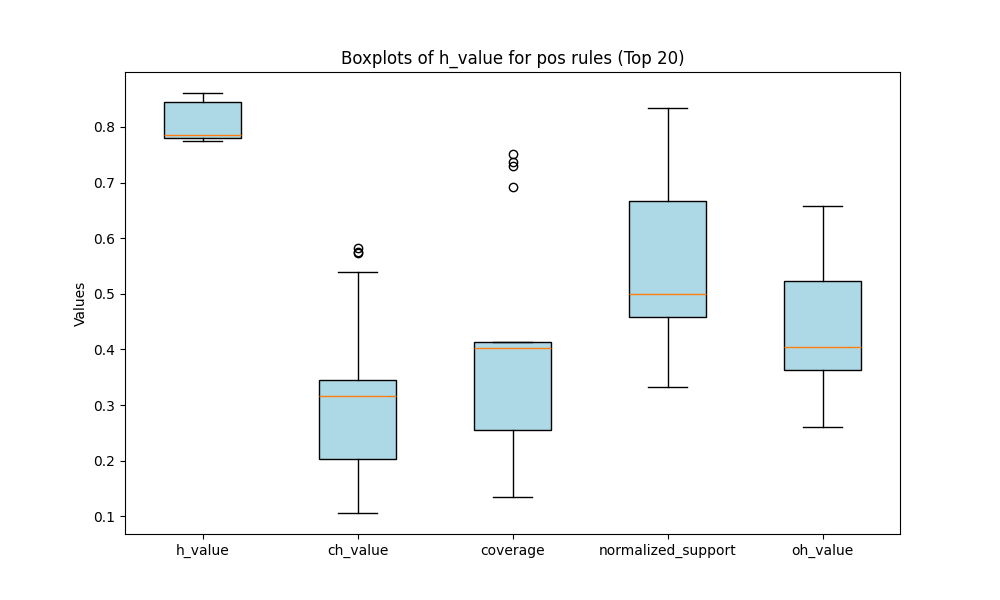 Boxplots of h_value for pos rules (Top 20)
Values
0.8
0.7
0.6
0.5
0.4
0.3
0.2
0.1
h_value
ch_value
coverage
normalized_support
oh_value